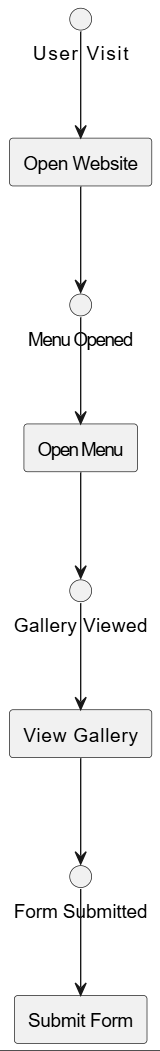 User Visit
Open Website
Menu Opened
Open Menu
Gallery Viewed
View Gallery
Form Submitted
Submit Form